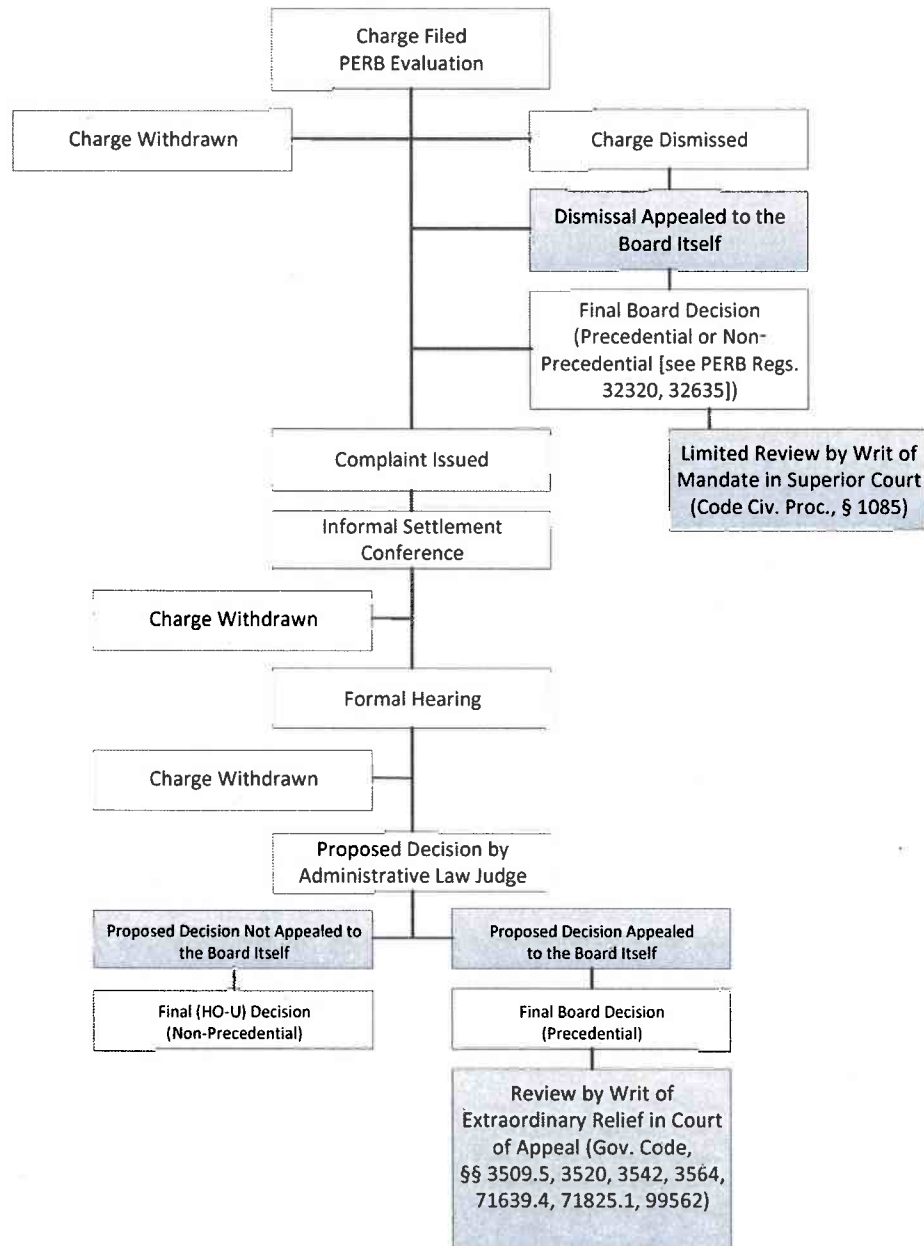 Charge Filed
PERB Evaluation
Charge Withdrawn
Charge Dismissed
Dismissal Appealed to the
Board Itself
Final Board Decision
(Precedential or Non-
Precedential [see PERB Regs.
32320, 32635])
Limited Review by Writ of
Mandate in Superior Court
(Code Civ. Proc., § 1085)
Complaint Issued
Informal Settlement
Conference
Charge Withdrawn
Formal Hearing
Charge Withdrawn
Proposed Decision by
Administrative Law Judge
Proposed Decision Not Appealed to
the Board Itself
Proposed Decision Appealed
to the Board Itself
Final (HO-U) Decision
(Non-Precedential)
Final Board Decision
(Precedential)
Review by Writ of
Extraordinary Relief in Court
of Appeal (Gov. Code,
§§ 3509.5, 3520, 3542, 3564,
71639.4, 71825.1, 99562)